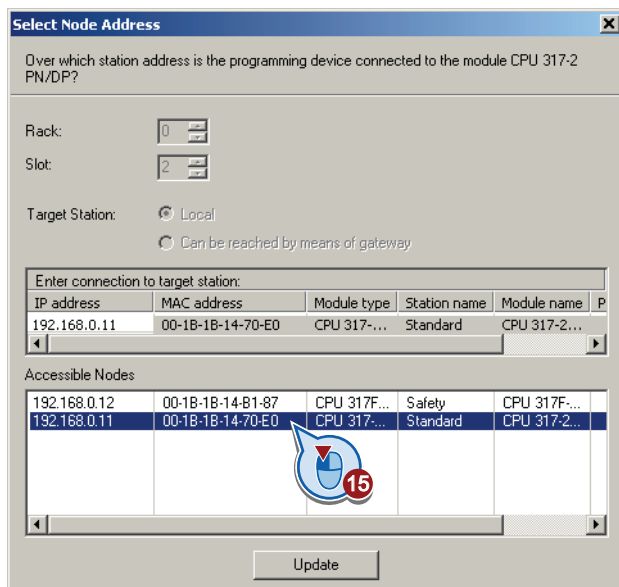 Select Node Address
Over which station address is the programming device connected to the module CPU 317-2
PN/DP?
Rack: 0
Slot: 2
Target Station: Local
Can be reached by means of gateway
Enter connection to target station:
IP address MAC address Module type Station name Module name P
192.168.0.11 00-1B-1B-14-70-E0 CPU 317-... Standard CPU 317-2...
Accessible Nodes
192.168.0.12 00-1B-1B-14-B1-87 CPU 317F... Safety CPU 317F-...
192.168.0.11 00-1B-1B-14-70-E0 CPU 317-... Standard CPU 317-2...
15
Update